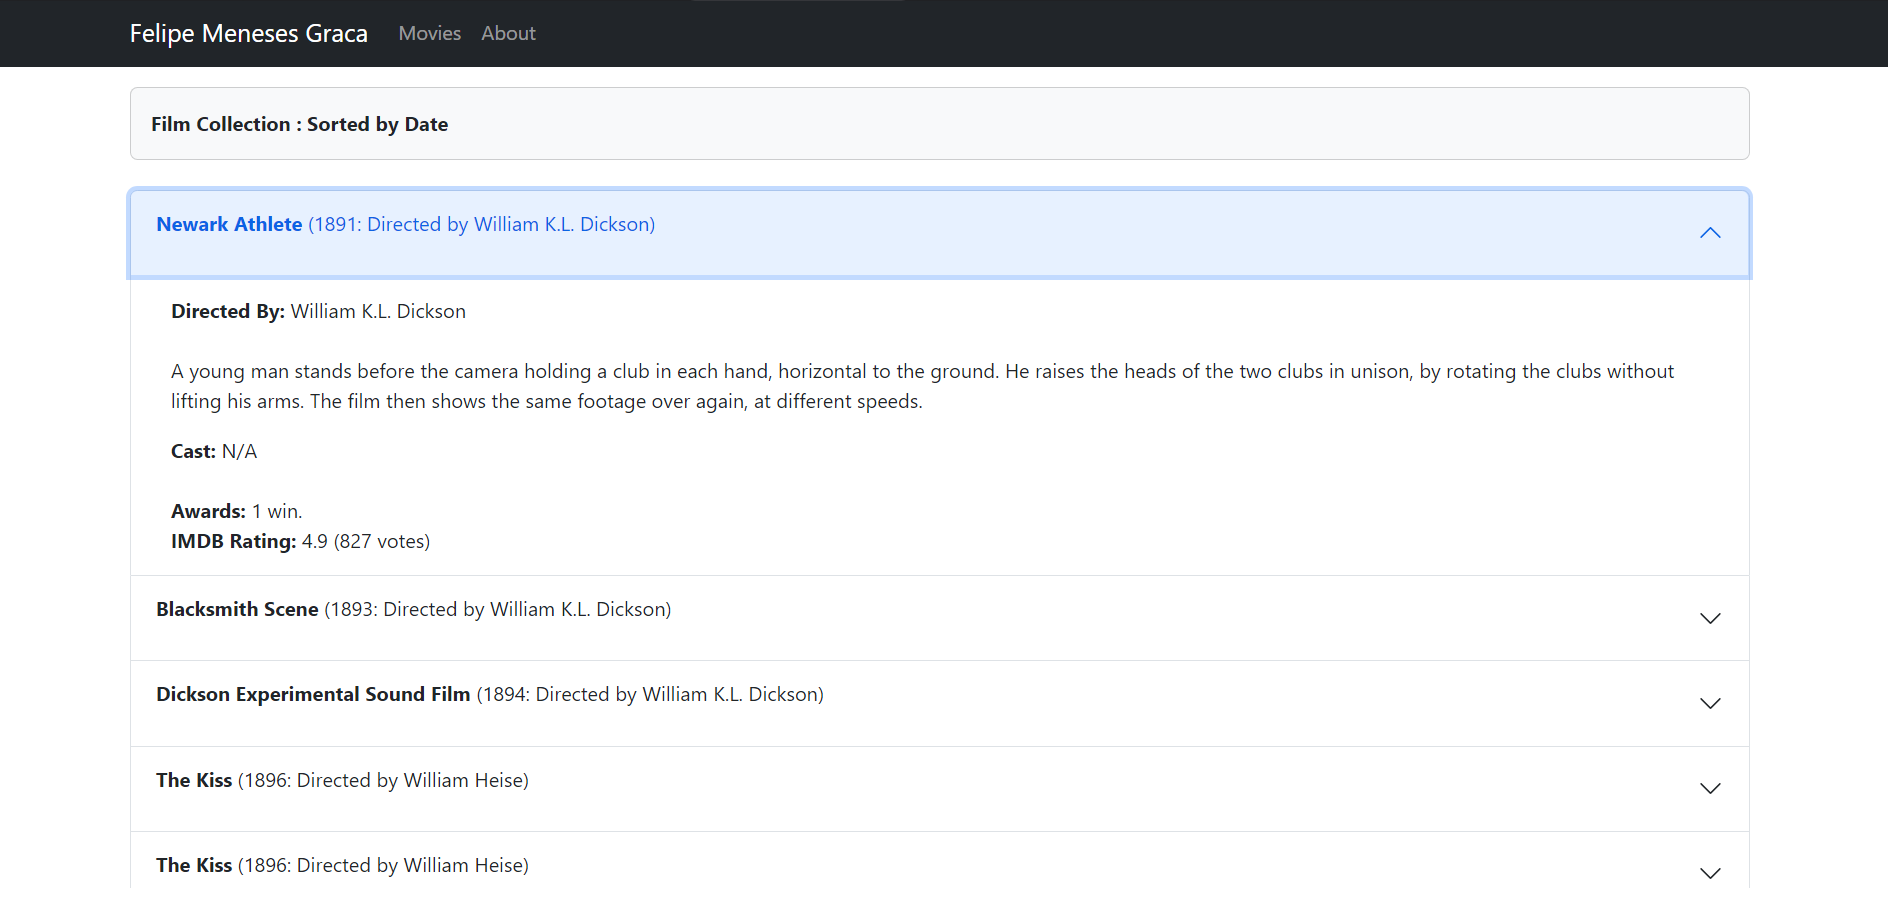 Felipe Meneses Graca Movies About
Film Collection : Sorted by Date
Newark Athlete (1891: Directed by William K.L. Dickson)
Directed By: William K.L. Dickson
A young man stands before the camera holding a club in each hand, horizontal to the ground. He raises the heads of the two clubs in unison, by rotating the clubs without
lifting his arms. The film then shows the same footage over again, at different speeds.
Cast: N/A
Awards: 1 win.
IMDB Rating: 4.9 (827 votes)
Blacksmith Scene (1893: Directed by William K.L. Dickson)
Dickson Experimental Sound Film (1894: Directed by William K.L. Dickson)
The Kiss (1896: Directed by William Heise)
The Kiss (1896: Directed by William Heise)